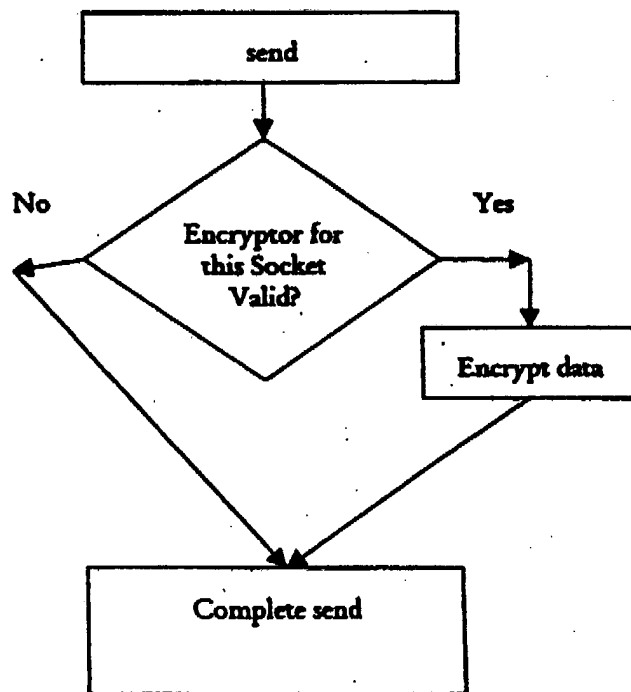 send
No
Yes
Encryptor for
this Socket
Valid?
Encrypt data
Complete send